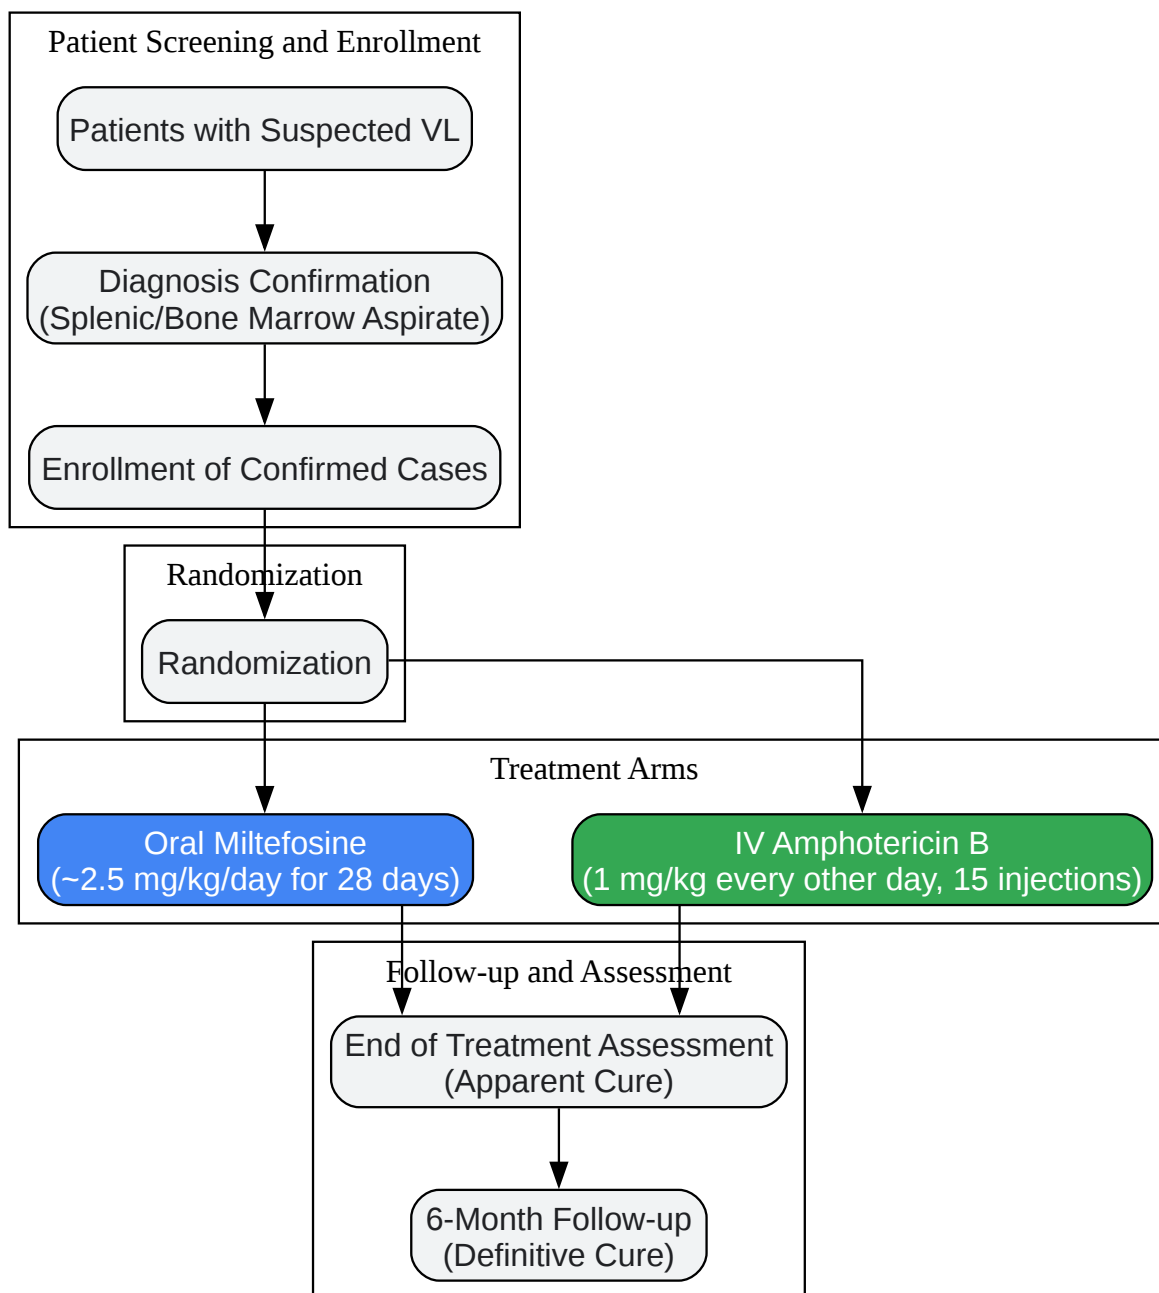 Patient Screening and Enrollment
Patients with Suspected VL
Diagnosis Confirmation
(Splenic/Bone Marrow Aspirate)
Enrollment of Confirmed Cases
Randomization
Randomization
Treatment Arms
Oral Miltefosine
(~2.5 mg/kg/day for 28 days)
IV Amphotericin B
(1 mg/kg every other day, 15 injections)
Follow-up and Assessment
End of Treatment Assessment
(Apparent Cure)
6-Month Follow-up
(Definitive Cure)